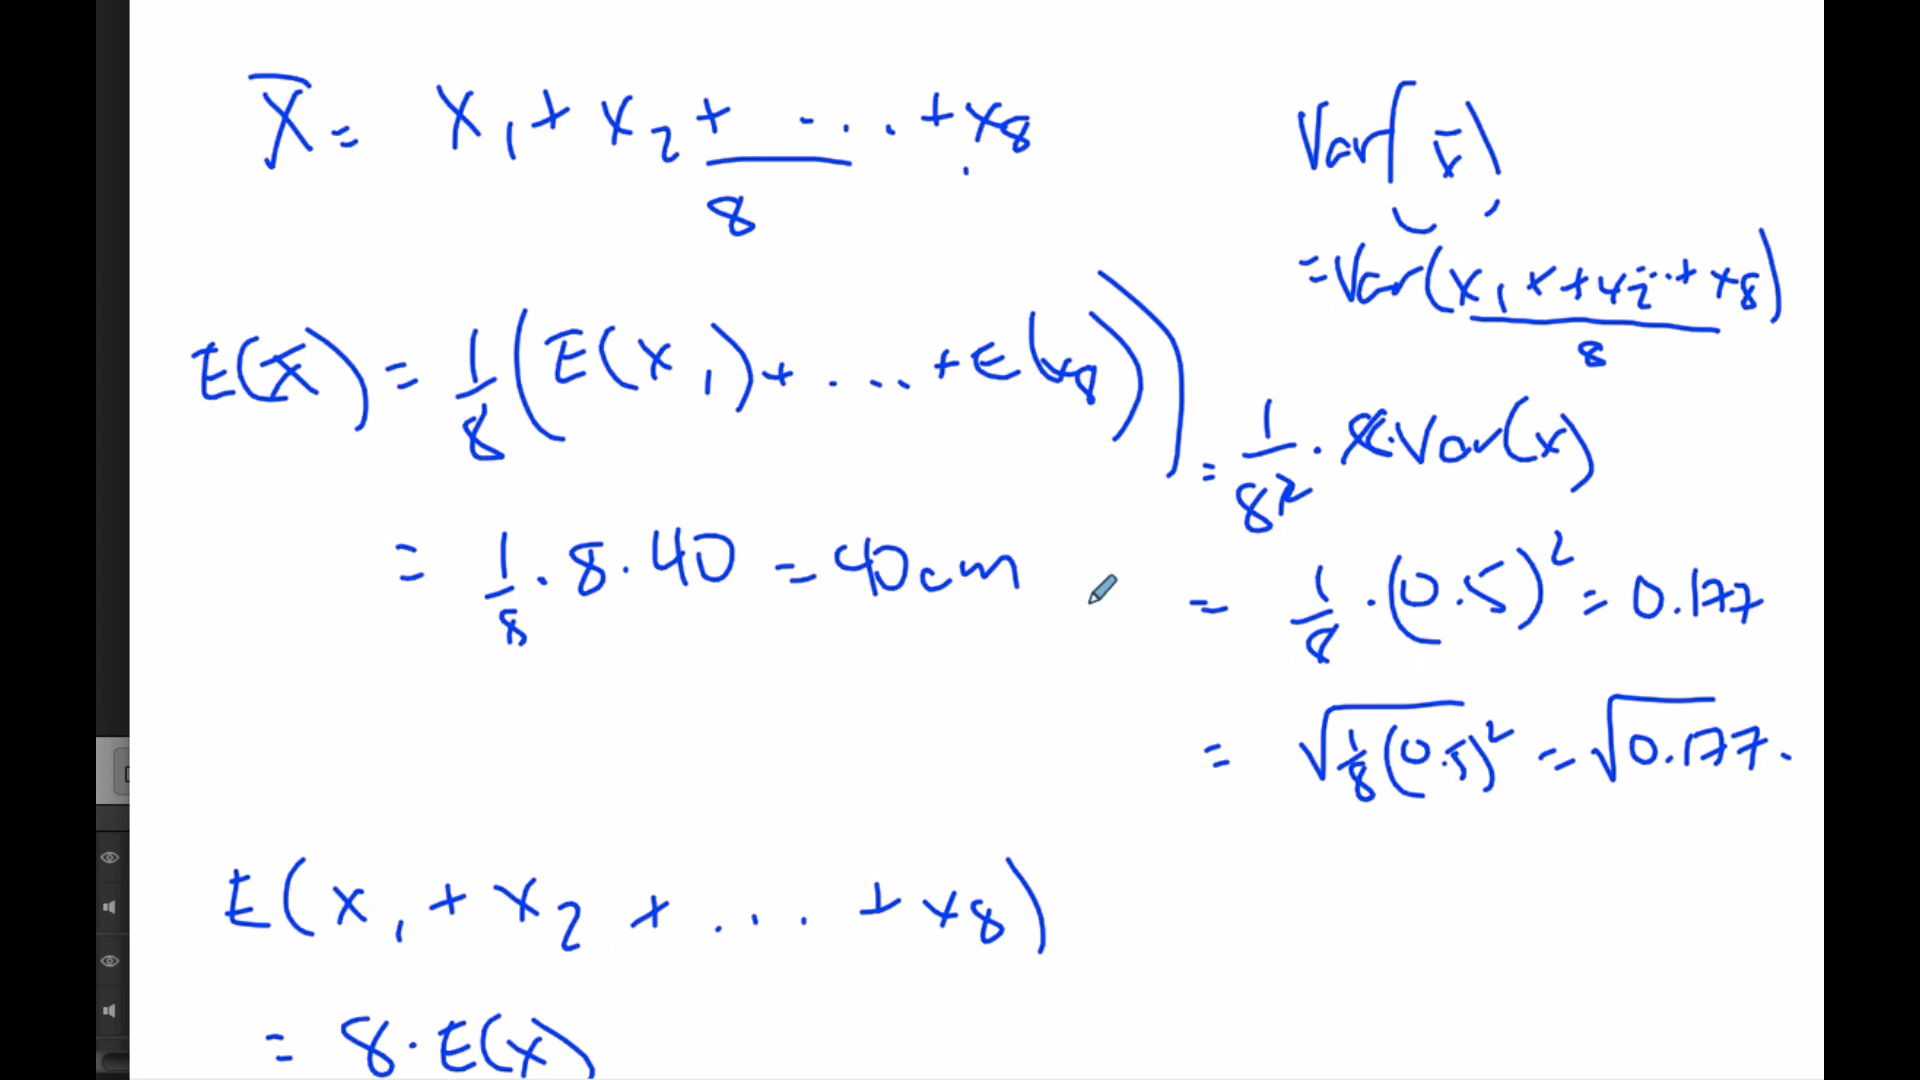 X̄ = X₁ + X₂ + ... + X₈
8
E(X̄) = 1/8 (E(X₁) + .... + E(X₈))
= 1/8 · 8 · 40 = 40cm
E(X₁ + X₂ + ... + X₈)
= 8 · E(X)
Var(x̄)
= Var(X₁ x + x₂ ... + x₈)
8
= 1/8² · 8 · Var(x)
= 1/8 · (0.5)² = 0.177
= √1/8 (0.5)² = √0.177.